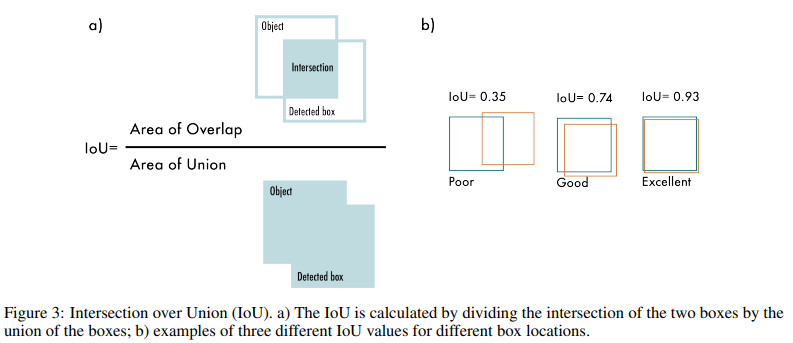 a)
Object
Intersection
Detected box
IoU=
Area of Overlap
Area of Union
Object
Detected box
b)
IoU= 0.35
IoU= 0.74
IoU= 0.93
Poor
Good
Excellent
Figure 3: Intersection over Union (IoU). a) The IoU is calculated by dividing the intersection of the two boxes by the
union of the boxes; b) examples of three different IoU values for different box locations.